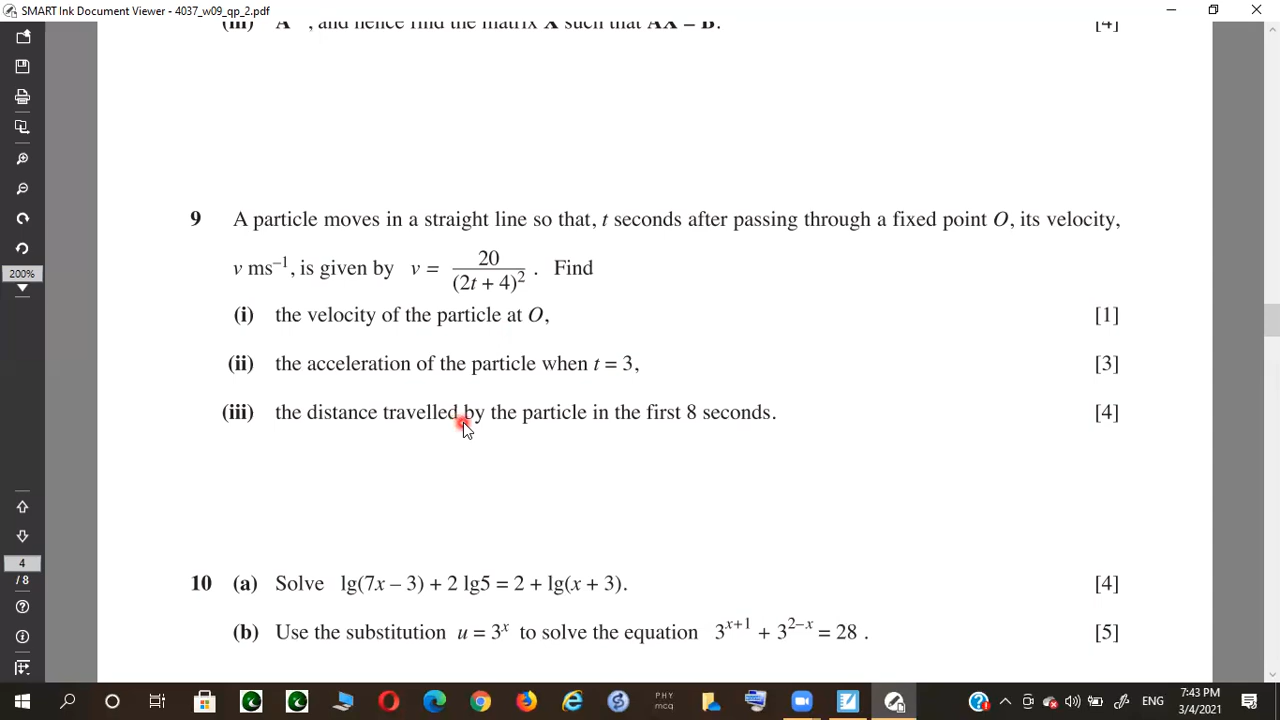 SMART Ink Document Viewer - 4037_w09_qp_2.pdf
, and hence find the matrix X such that AX = B. [4]
200%
9 A particle moves in a straight line so that, t seconds after passing through a fixed point O, its velocity,
v ms⁻¹, is given by v = 20/(2t + 4)². Find
(i) the velocity of the particle at O, [1]
(ii) the acceleration of the particle when t = 3, [3]
(iii) the distance travelled by the particle in the first 8 seconds. [4]
4
/ 8
10 (a) Solve lg(7x – 3) + 2 lg5 = 2 + lg(x + 3). [4]
(b) Use the substitution u = 3ˣ to solve the equation 3ˣ⁺¹ + 3²⁻ˣ = 28 . [5]
PHY
mcq
ENG
7:43 PM
3/4/2021